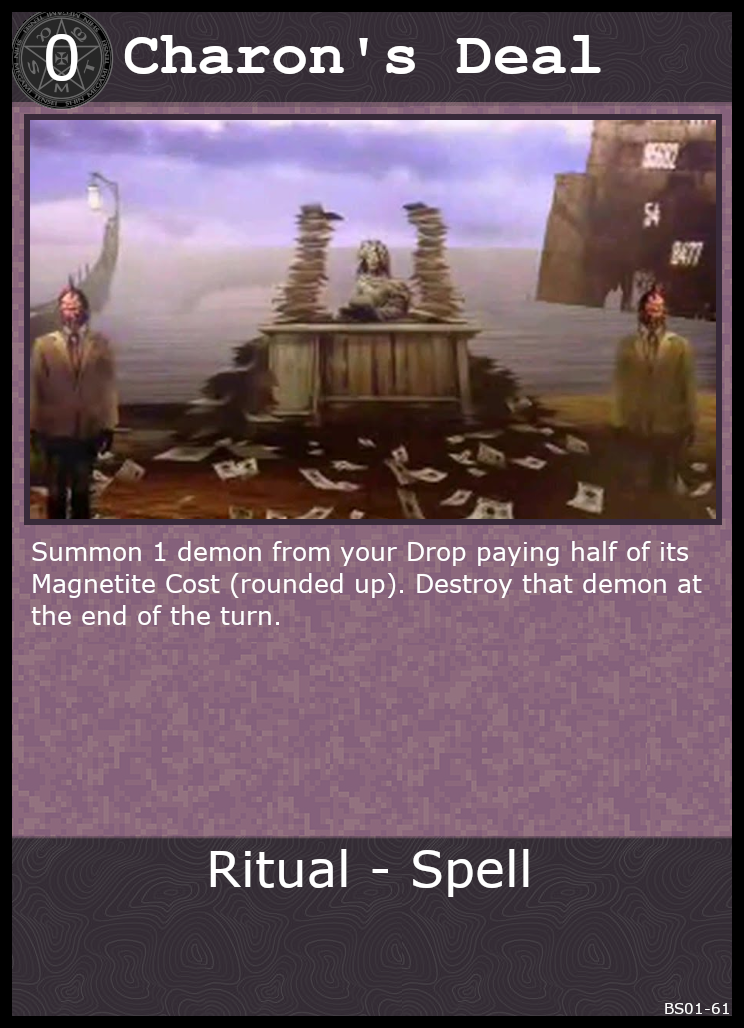 0 Charon's Deal
54
Summon 1 demon from your Drop paying half of its
Magnetite Cost (rounded up). Destroy that demon at
the end of the turn.
Ritual - Spell
BS01-61